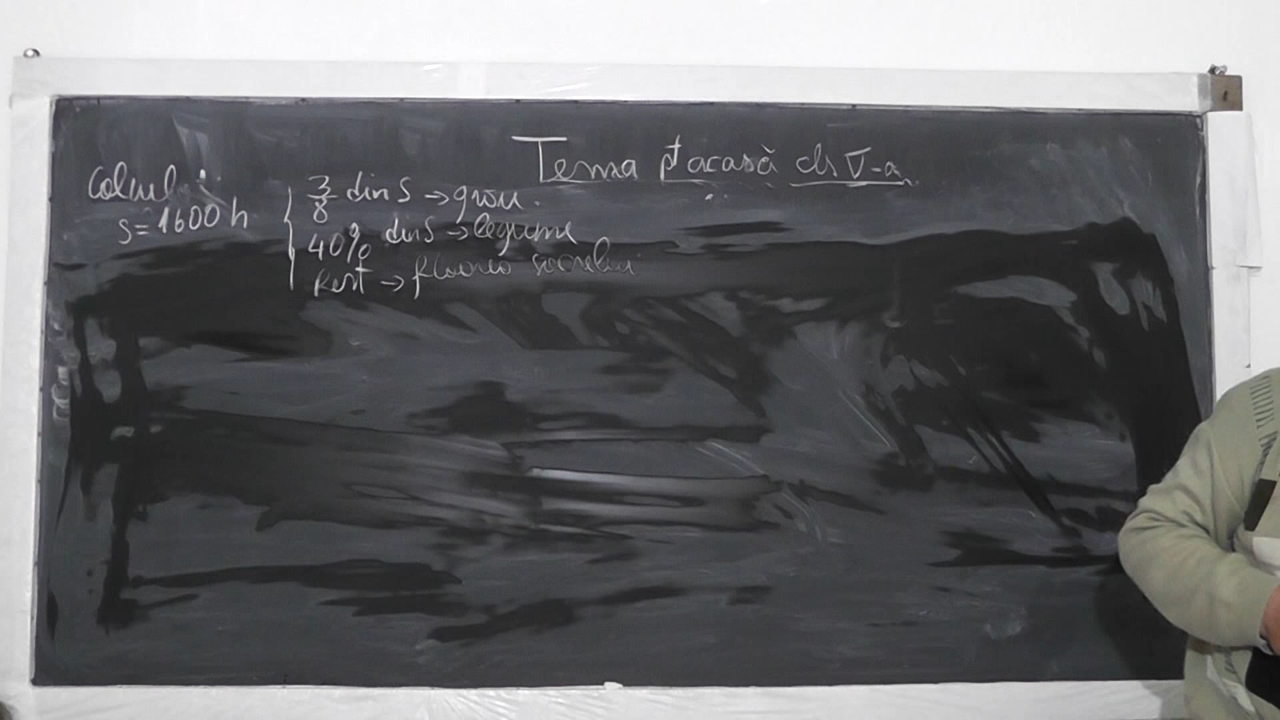 Tema pt acasă cls V-a
Calcul:
S=1600 h
3/8 din S → grâu.
40% din S → legume
Rest → floarea soarelui